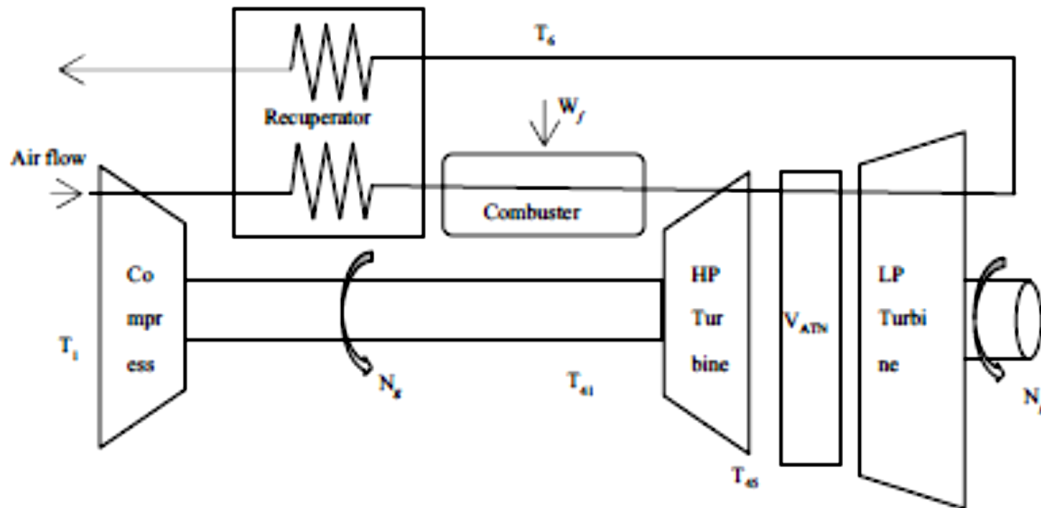 T6
Recuperator
Wf
Air flow
Combuster
Co
mpr
ess
HP
Tur
bine
VATN
LP
Turbi
ne
T1
Ng
T41
T45